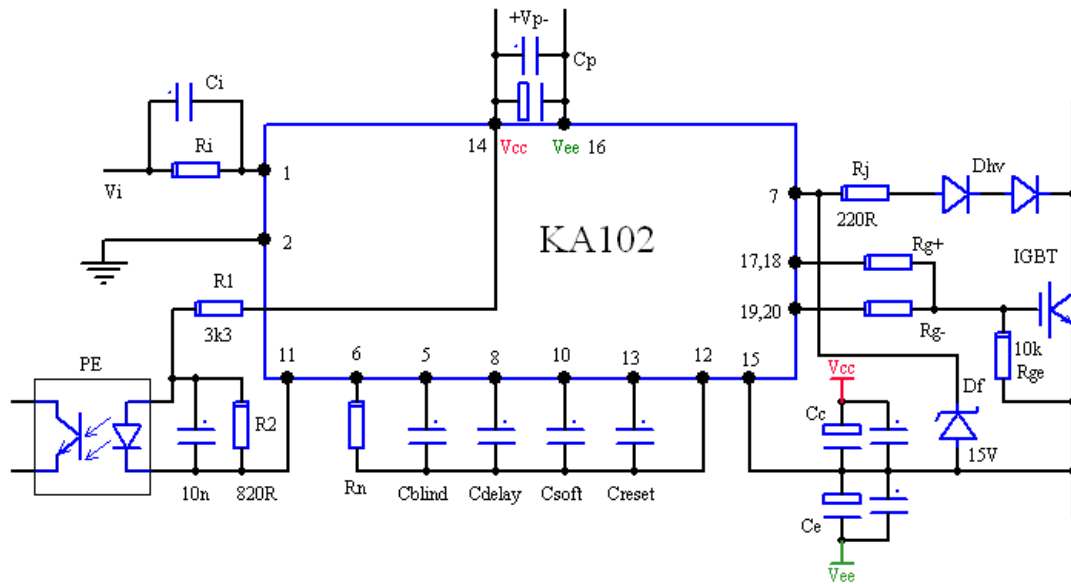 +Vp-
Cp
Ci
Ri
Vi
14 Vcc Vee 16
1
2
KA102
7
Rj
220R
Dhv
17,18
Rg+
IGBT
19,20
Rg-
10k
Rge
R1
3k3
11
6
5
8
10
13
12
15
PE
R2
10n
820R
Rn
Cblind
Cdelay
Csoft
Creset
Vcc
Cc
Df
15V
Ce
Vee